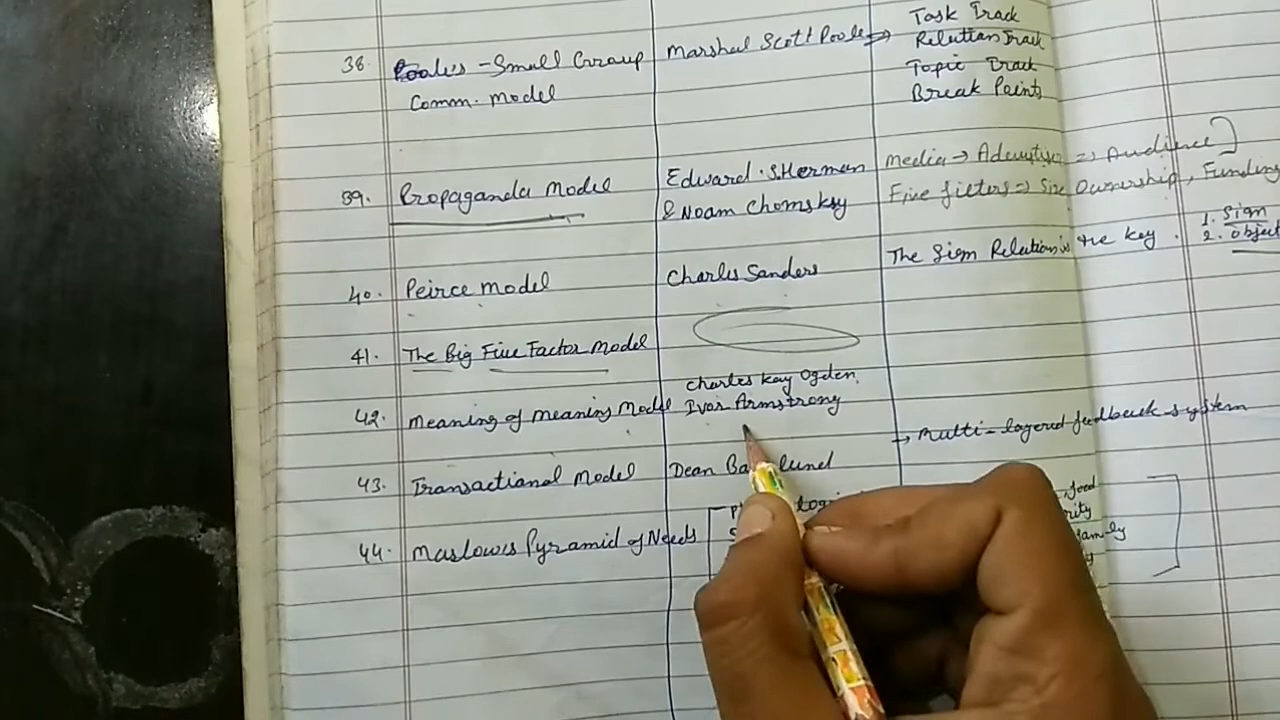 Task Track
38. Poole's - Small Group Marshal Scott Poole => Relation Track
Comm. model Topic Track
Break Points
39. Propaganda Model Edward S. Herman Media → => Audience
& Noam Chomsky Five filters => Size Ownership, Funding
40. Peirce Model Charles Sanders The Sign Relation is the key. 1. Sign
2. object
41. The Big Five Factor Model
42. Meaning of meaning Model Charles Kay Ogden,
Ivor Armstrong
43. Transactional Model Dean → Multi-layered feedback system
44. Maslow's Pyramid of Needs